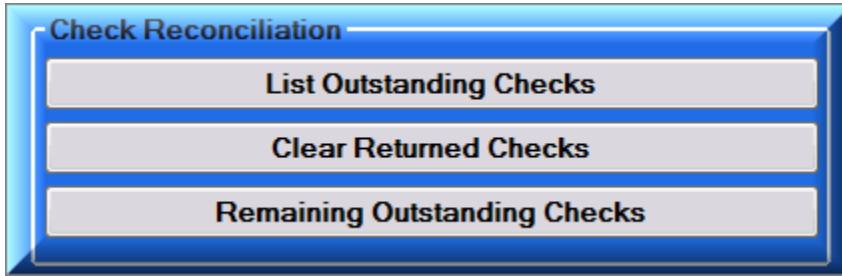 Check Reconciliation
List Outstanding Checks
Clear Returned Checks
Remaining Outstanding Checks